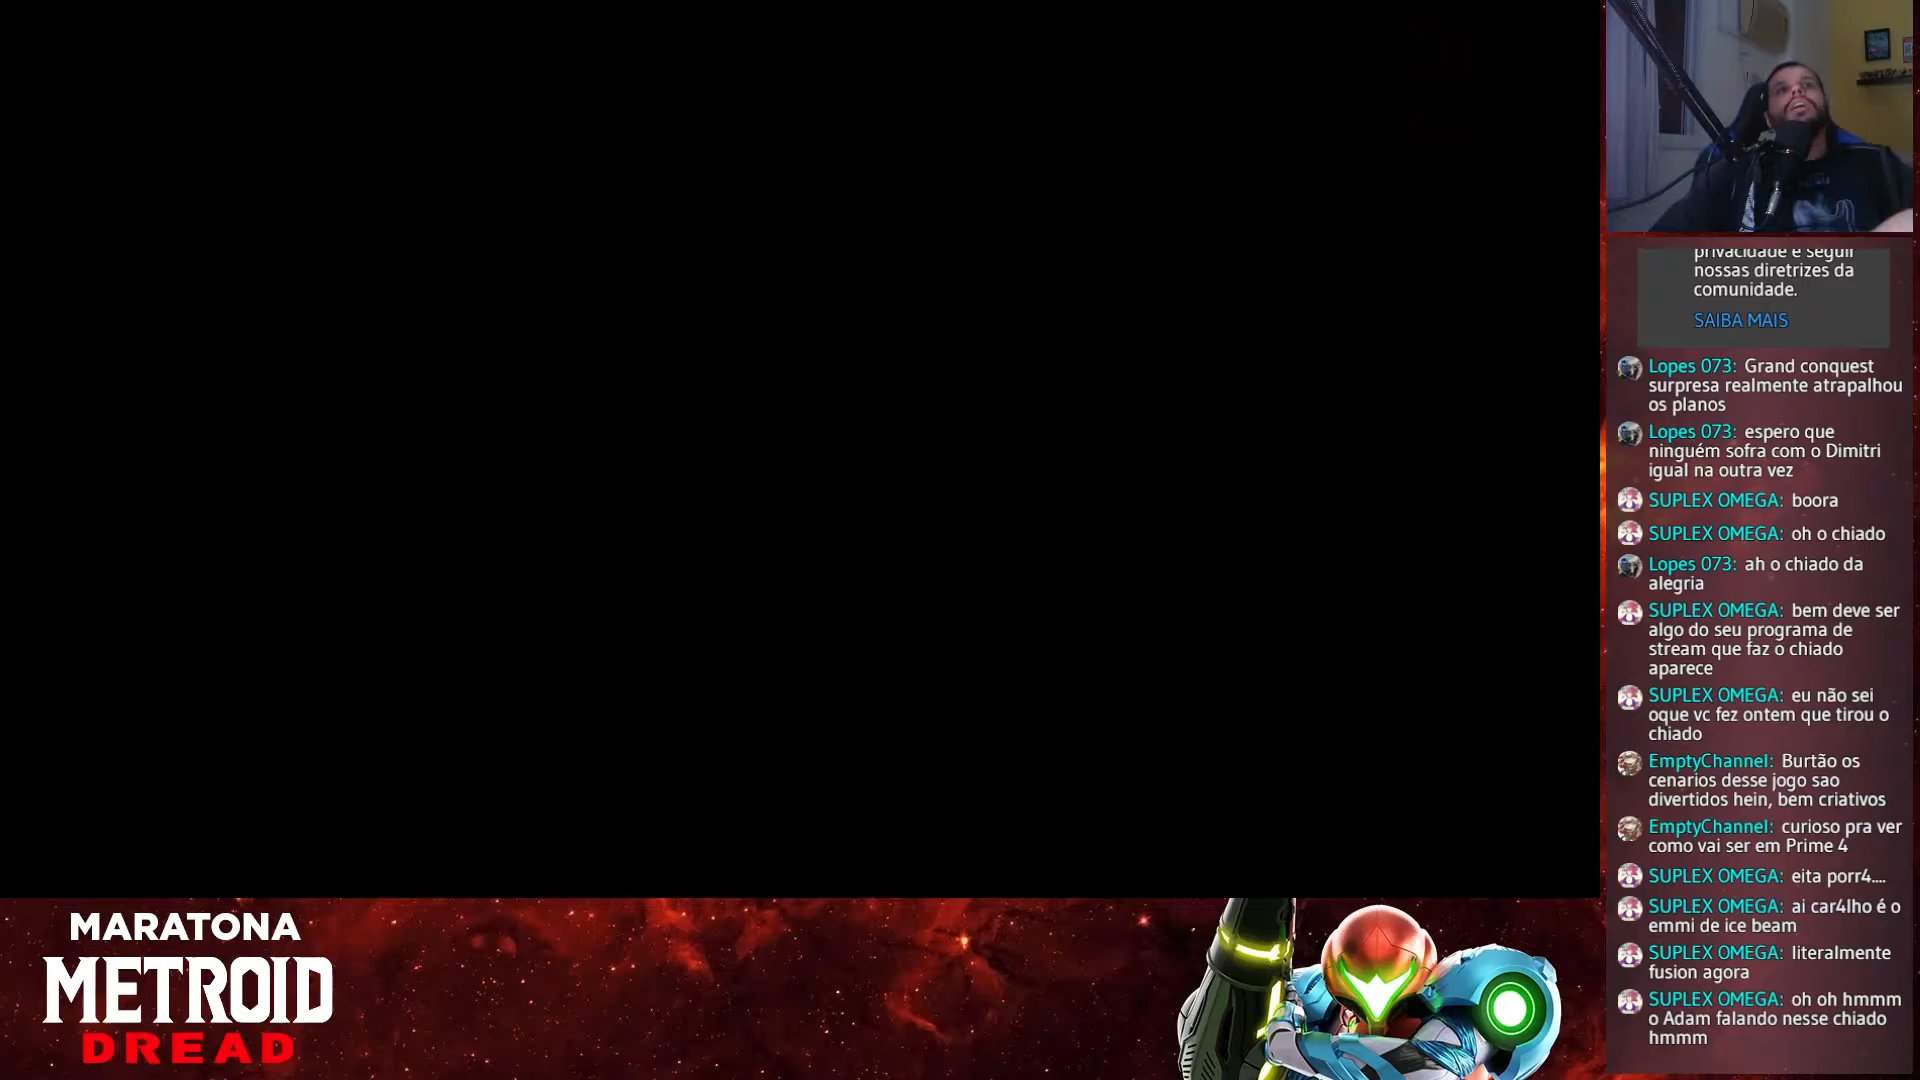 privacidade e seguir
nossas diretrizes da
comunidade.
SAIBA MAIS
Lopes 073: Grand conquest
surpresa realmente atrapalhou
os planos
Lopes 073: espero que
ninguém sofra com o Dimitri
igual na outra vez
SUPLEX OMEGA: boora
SUPLEX OMEGA: oh o chiado
Lopes 073: ah o chiado da
alegria
SUPLEX OMEGA: bem deve ser
algo do seu programa de
stream que faz o chiado
aparece
SUPLEX OMEGA: eu não sei
oque vc fez ontem que tirou o
chiado
EmptyChannel: Burtão os
cenarios desse jogo sao
divertidos hein, bem criativos
EmptyChannel: curioso pra ver
como vai ser em Prime 4
SUPLEX OMEGA: eita porr4....
SUPLEX OMEGA: ai car4lho é o
emmi de ice beam
SUPLEX OMEGA: literalmente
fusion agora
SUPLEX OMEGA: oh oh hmmm
o Adam falando nesse chiado
hmmm
MARATONA
METROID
DREAD